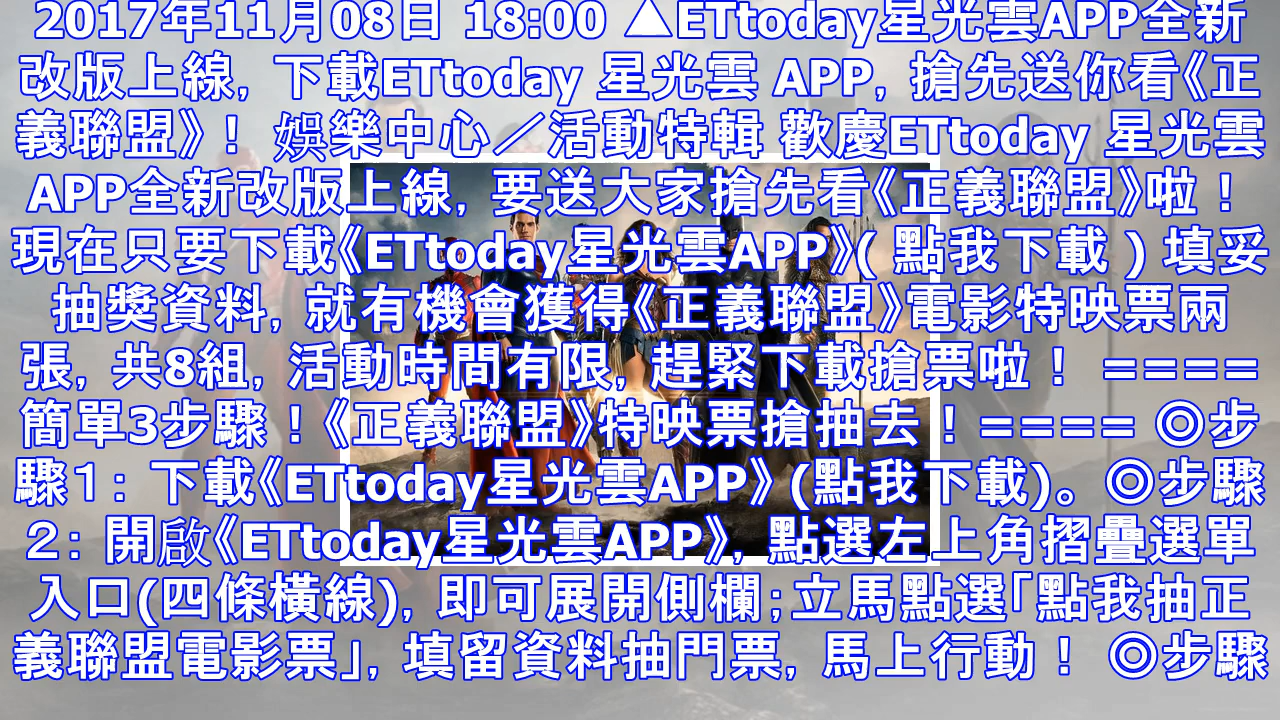 2017年11月08日 18:00 ▲ETtoday星光雲APP全新
改版上線, 下載ETtoday 星光雲 APP, 搶先送你看《正
義聯盟》！ 娛樂中心／活動特輯 歡慶ETtoday 星光雲
APP全新改版上線, 要送大家搶先看《正義聯盟》啦！
現在只要下載《ETtoday星光雲APP》( 點我下載 ) 填妥
抽獎資料, 就有機會獲得《正義聯盟》電影特映票兩
張, 共8組, 活動時間有限, 趕緊下載搶票啦！ ====
簡單3步驟！《正義聯盟》特映票搶抽去！==== ◎步
驟１: 下載《ETtoday星光雲APP》(點我下載)。◎步驟
２: 開啟《ETtoday星光雲APP》, 點選左上角摺疊選單
入口(四條橫線), 即可展開側欄；立馬點選「點我抽正
義聯盟電影票」, 填留資料抽門票, 馬上行動！ ◎步驟